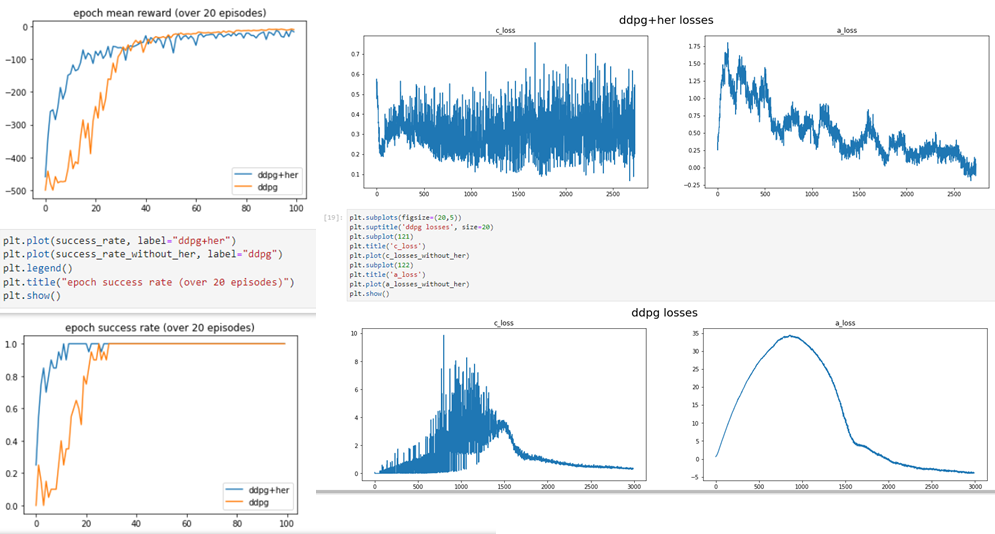 epoch mean reward (over 20 episodes)
0
−100
−200
−300
−400
−500
0 20 40 60 80 100
ddpg+her
ddpg
plt.plot(success_rate, label="ddpg+her")
plt.plot(success_rate_without_her, label="ddpg")
plt.legend()
plt.title("epoch success rate (over 20 episodes)")
plt.show()
epoch success rate (over 20 episodes)
1.0
0.8
0.6
0.4
0.2
0.0
0 20 40 60 80 100
ddpg+her
ddpg
ddpg+her losses
c_loss
0.7
0.6
0.5
0.4
0.3
0.2
0.1
0 500 1000 1500 2000 2500
a_loss
1.75
1.50
1.25
1.00
0.75
0.50
0.25
0.00
−0.25
0 500 1000 1500 2000 2500
[19]:
plt.subplots(figsize=(20,5))
plt.suptitle('ddpg losses', size=20)
plt.subplot(121)
plt.title('c_loss')
plt.plot(c_losses_without_her)
plt.subplot(122)
plt.title('a_loss')
plt.plot(a_losses_without_her)
plt.show()
ddpg losses
c_loss
10
8
6
4
2
0
0 500 1000 1500 2000 2500 3000
a_loss
35
30
25
20
15
10
5
0
−5
0 500 1000 1500 2000 2500 3000